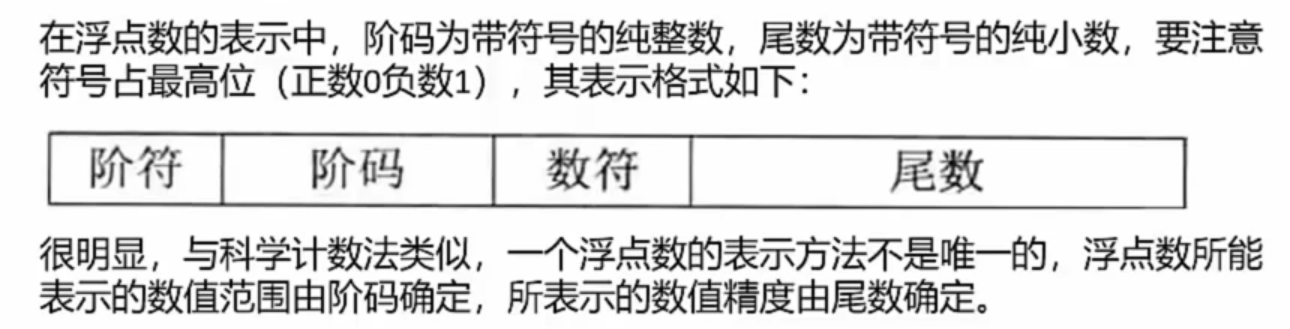 在浮点数的表示中，阶码为带符号的纯整数，尾数为带符号的纯小数，要注意
符号占最高位（正数0负数1），其表示格式如下：
阶符 阶码 数符 尾数
很明显，与科学计数法类似，一个浮点数的表示方法不是唯一的，浮点数所能
表示的数值范围由阶码确定，所表示的数值精度由尾数确定。